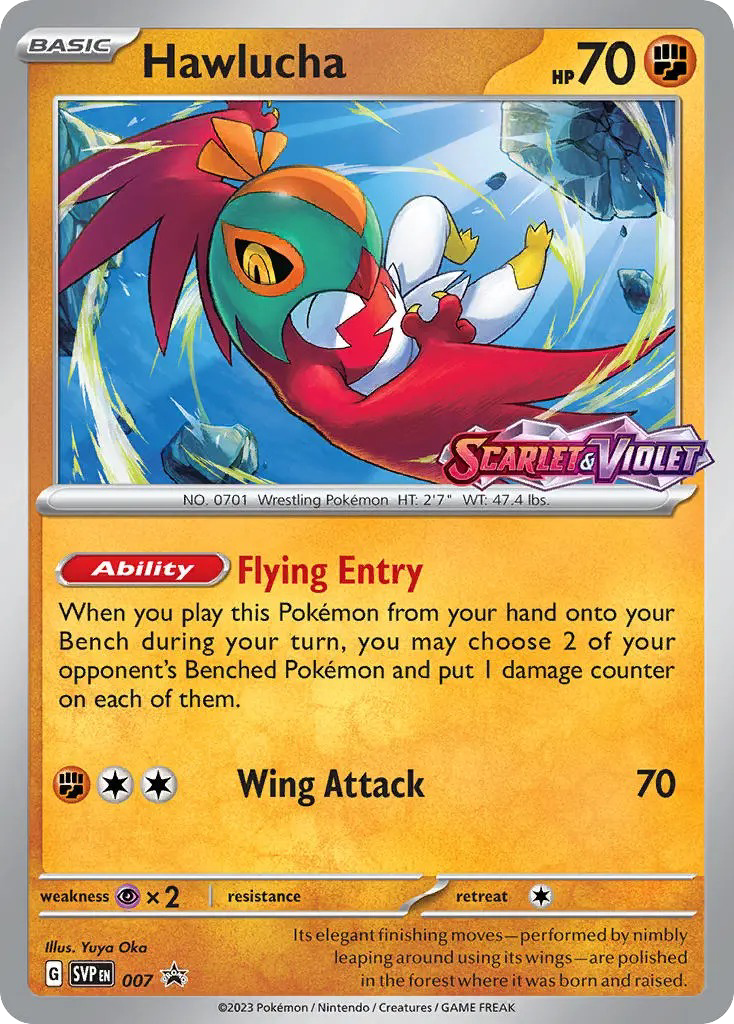 BASIC
Hawlucha
HP 70
SCARLET & VIOLET
NO. 0701 Wrestling Pokémon HT: 2'7" WT: 47.4 lbs.
Ability Flying Entry
When you play this Pokémon from your hand onto your
Bench during your turn, you may choose 2 of your
opponent's Benched Pokémon and put 1 damage counter
on each of them.
Wing Attack 70
weakness ×2 resistance retreat
Illus. Yuya Oka
Its elegant finishing moves—performed by nimbly
leaping around using its wings—are polished
in the forest where it was born and raised.
G SVP EN 007 PROMO
©2023 Pokémon / Nintendo / Creatures / GAME FREAK